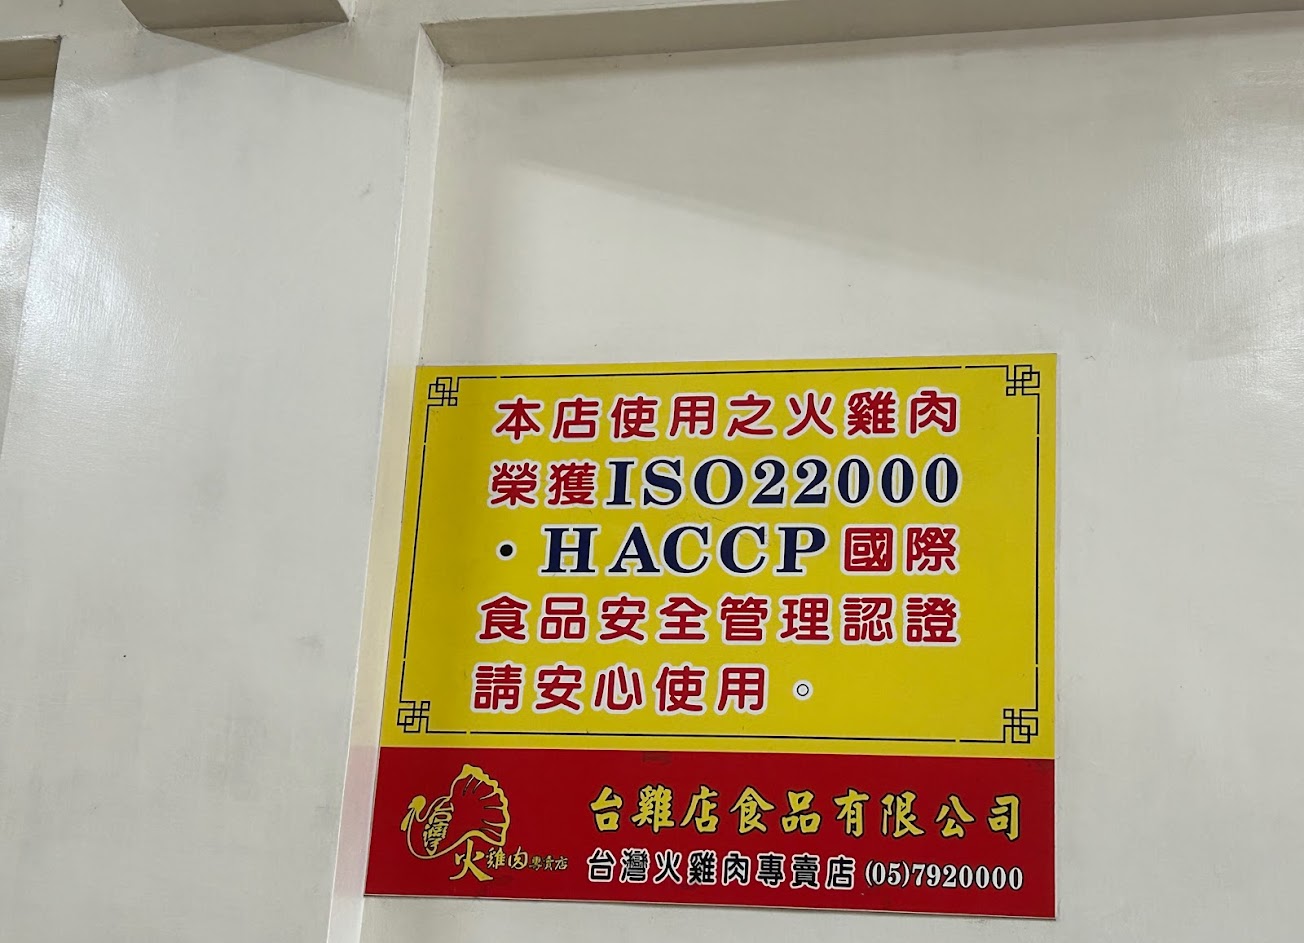 本店使用之火雞肉
榮獲ISO22000
·HACCP國際
食品安全管理認證
請安心使用。
台灣
火雞肉專賣店
台雞店食品有限公司
台灣火雞肉專賣店(05)7920000